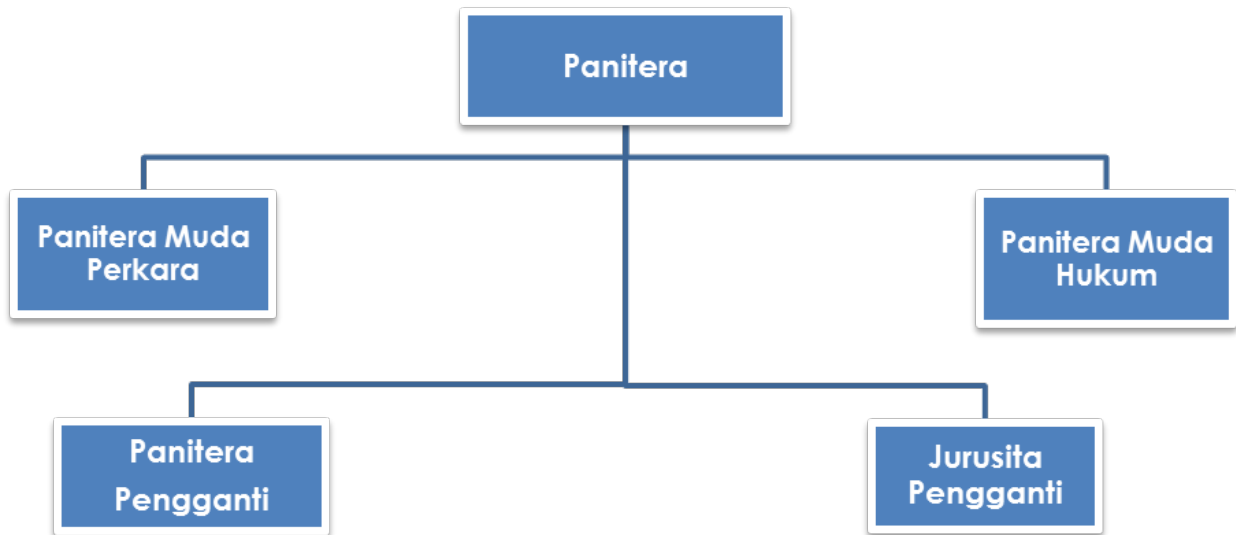 Panitera
Panitera Muda
Perkara
Panitera Muda
Hukum
Panitera
Pengganti
Jurusita
Pengganti